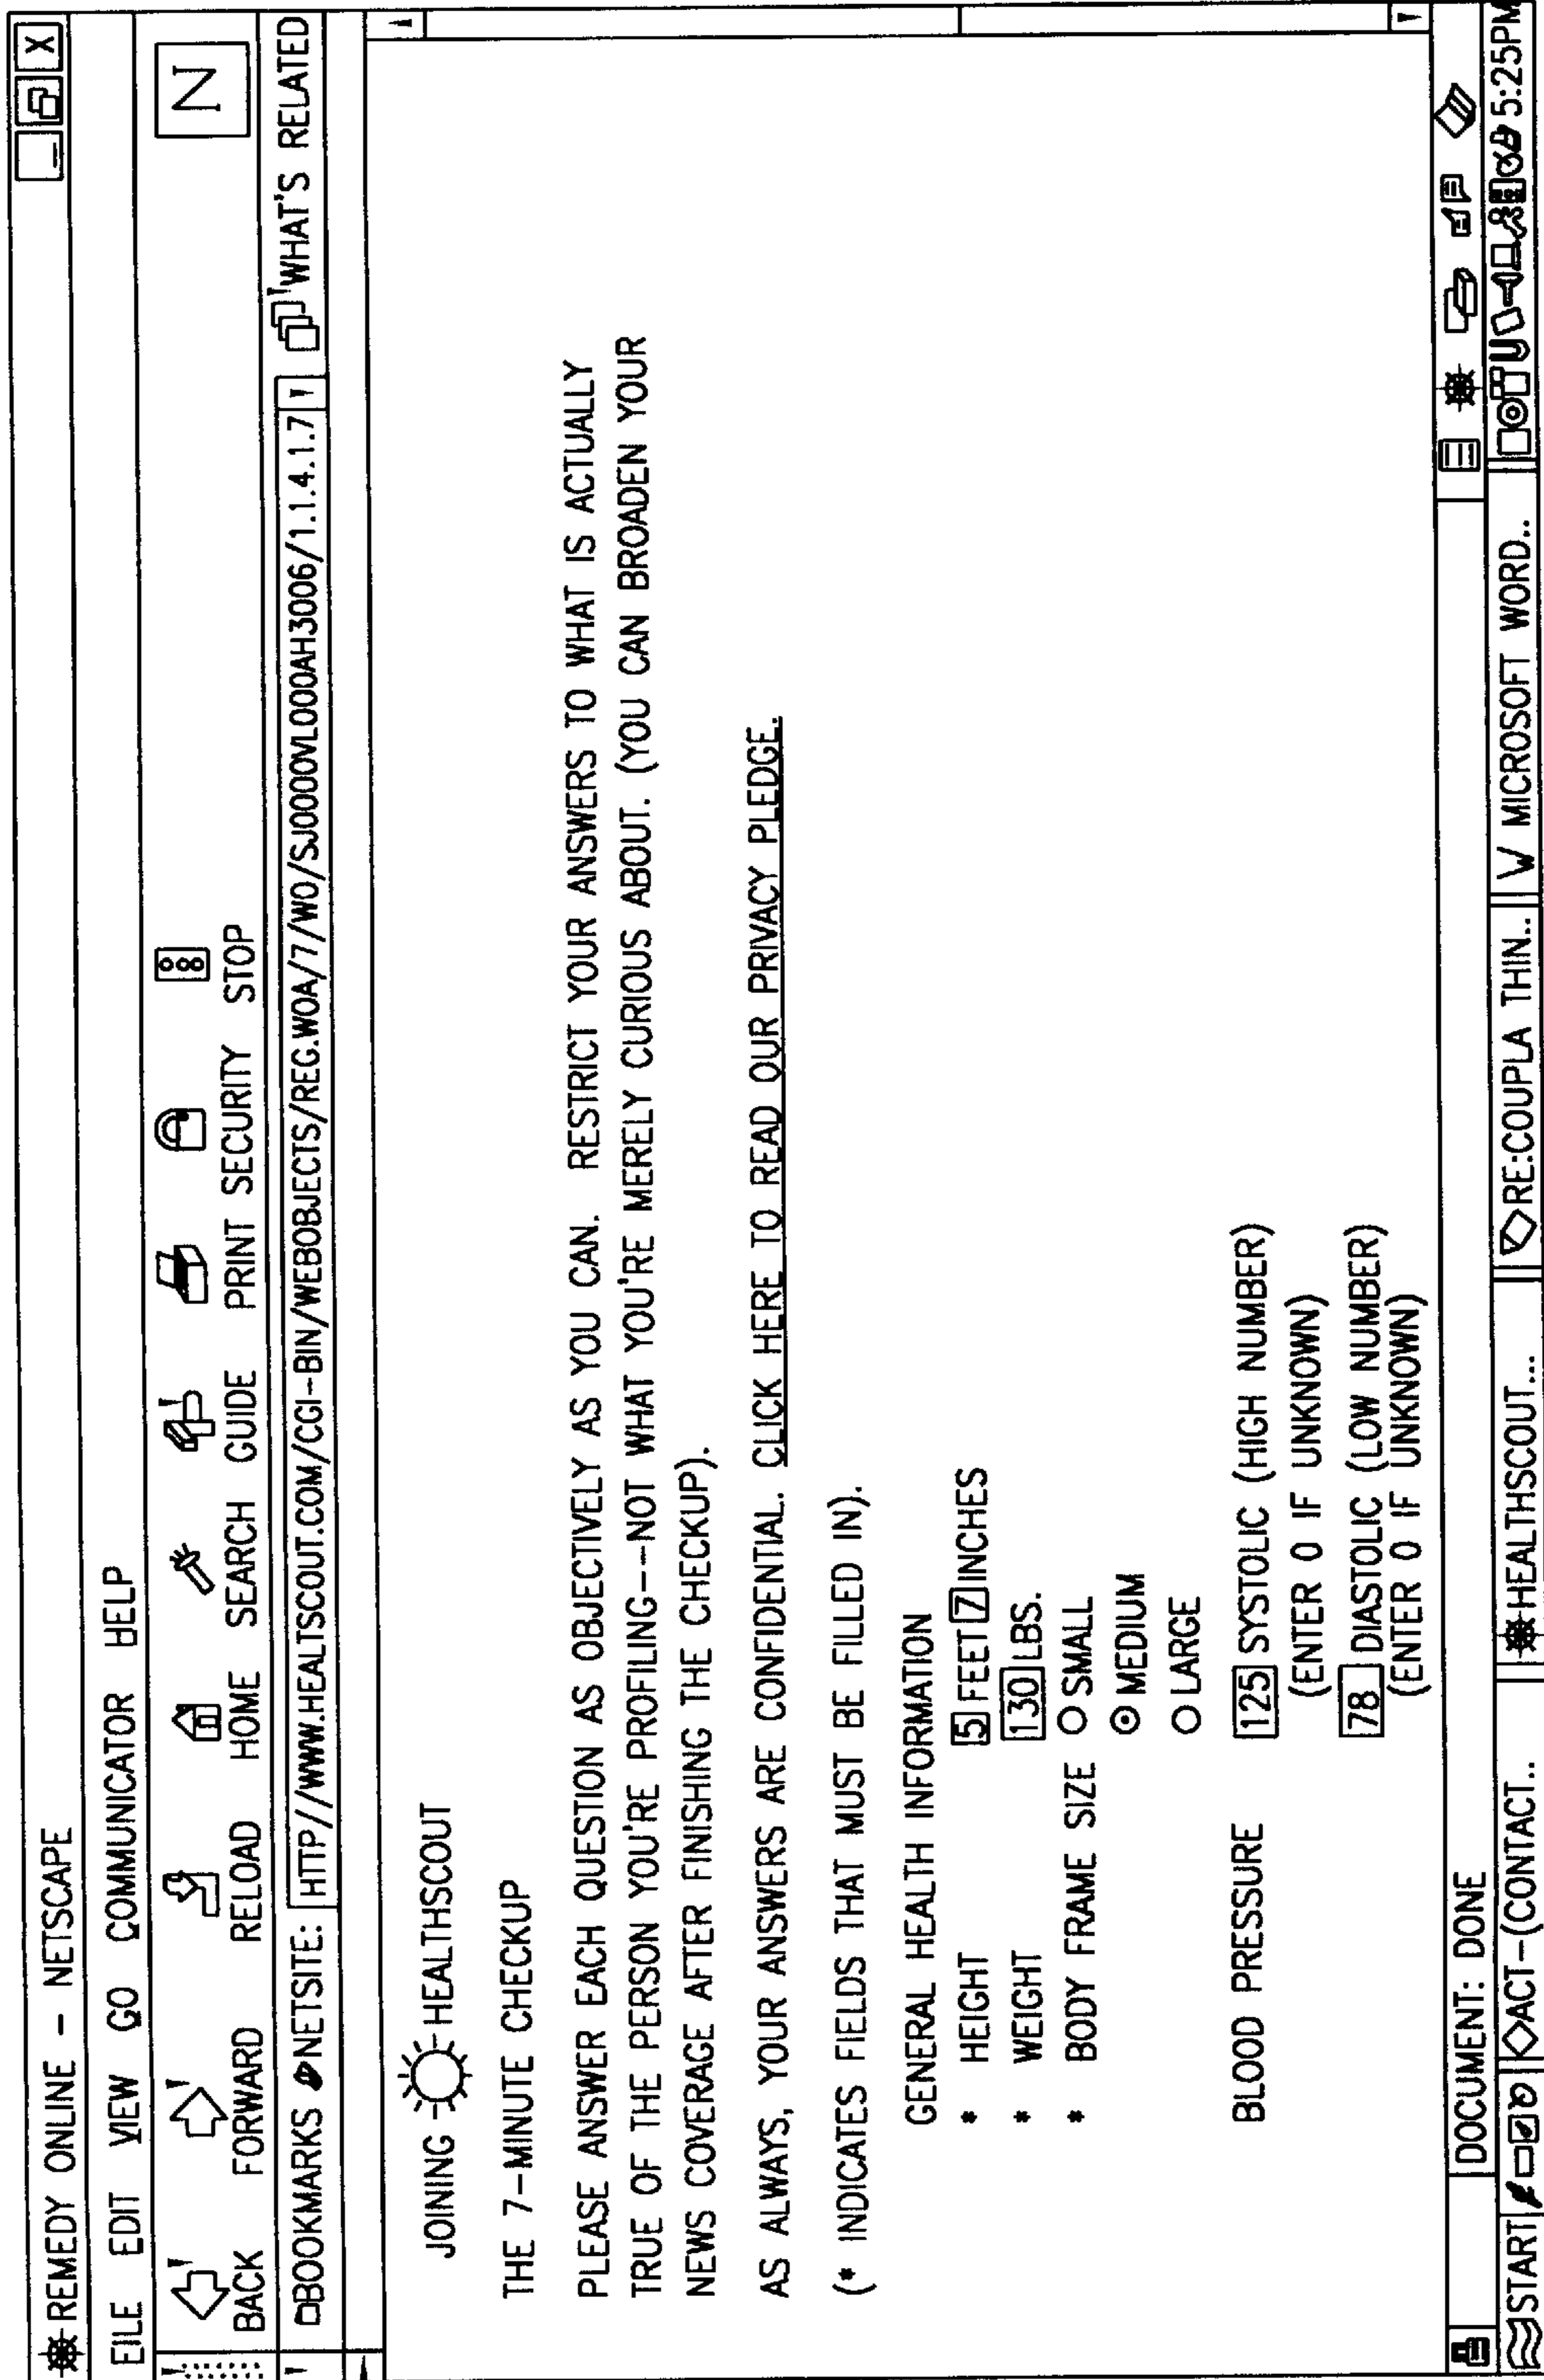 REMEDY ONLINE - NETSCAPE
_ X
EILE EDIT VIEW GO COMMUNICATOR HELP
BACK FORWARD RELOAD HOME SEARCH GUIDE PRINT SECURITY STOP
N
BOOKMARKS NETSITE: HTTP//WWW.HEALTSCOUT.COM/CGI-BIN/WEBOBJECTS/REG.WOA/7/WO/SJ000VL000AH3006/1.1.4.1.7 WHAT'S RELATED
JOINING HEALTHSCOUT
THE 7-MINUTE CHECKUP
PLEASE ANSWER EACH QUESTION AS OBJECTIVELY AS YOU CAN. RESTRICT YOUR ANSWERS TO WHAT IS ACTUALLY
TRUE OF THE PERSON YOU'RE PROFILING--NOT WHAT YOU'RE MERELY CURIOUS ABOUT. (YOU CAN BROADEN YOUR
NEWS COVERAGE AFTER FINISHING THE CHECKUP).
AS ALWAYS, YOUR ANSWERS ARE CONFIDENTIAL. CLICK HERE TO READ OUR PRIVACY PLEDGE.
(* INDICATES FIELDS THAT MUST BE FILLED IN).
GENERAL HEALTH INFORMATION
* HEIGHT 5 FEET 7 INCHES
* WEIGHT 130 LBS.
* BODY FRAME SIZE SMALL
MEDIUM
LARGE
BLOOD PRESSURE 125 SYSTOLIC (HIGH NUMBER)
(ENTER 0 IF UNKNOWN)
78 DIASTOLIC (LOW NUMBER)
(ENTER 0 IF UNKNOWN)
DOCUMENT: DONE
START ACT-(CONTACT.. HEALTHSCOUT... RE:COUPLA THIN.. W MICROSOFT WORD.. 5:25PM